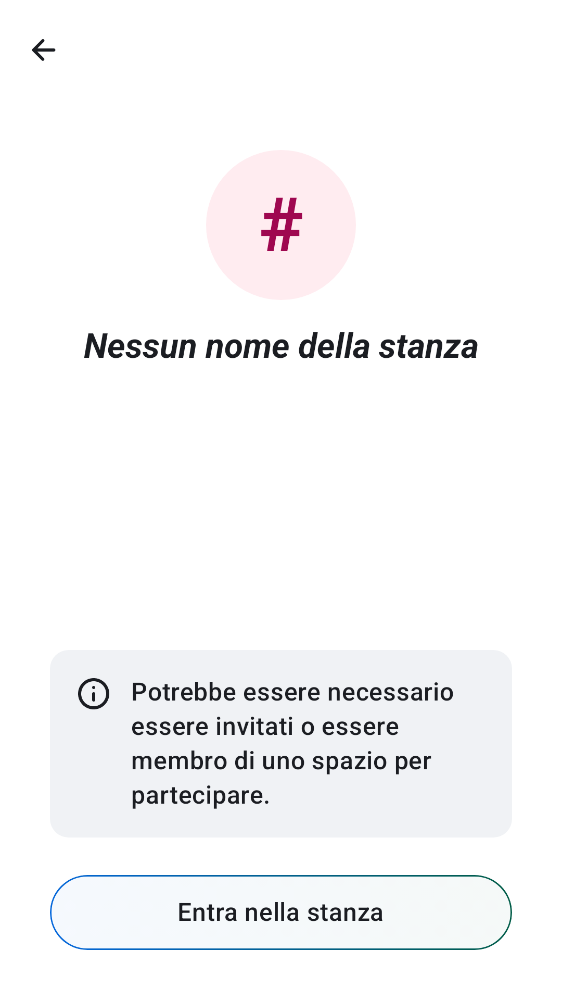 #
Nessun nome della stanza
Potrebbe essere necessario
essere invitati o essere
membro di uno spazio per
partecipare.
Entra nella stanza